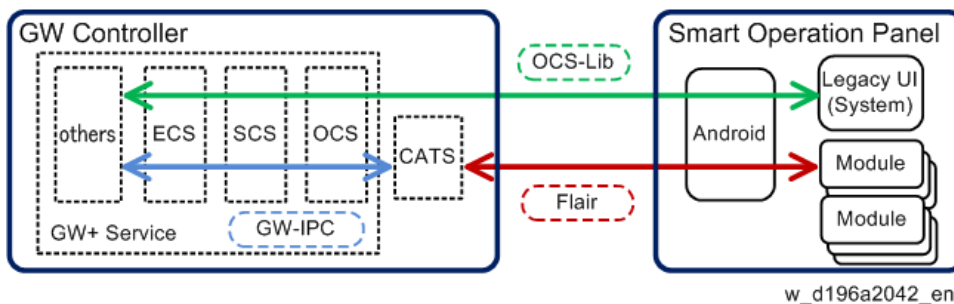 GW Controller
Smart Operation Panel
OCS-Lib
Legacy UI
(System)
others
ECS
SCS
OCS
CATS
Android
Module
Flair
Module
GW+ Service
GW-IPC
w_d196a2042_en